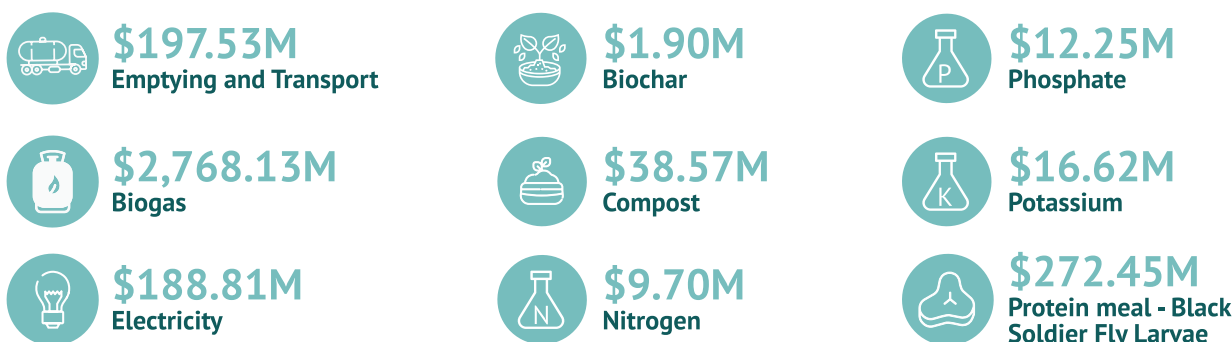 $197.53M
Emptying and Transport
$1.90M
Biochar
$12.25M
P
Phosphate
$2,768.13M
Biogas
$38.57M
Compost
$16.62M
K
Potassium
$188.81M
Electricity
$9.70M
N
Nitrogen
$272.45M
Protein meal - Black
Soldier Fly Larvae